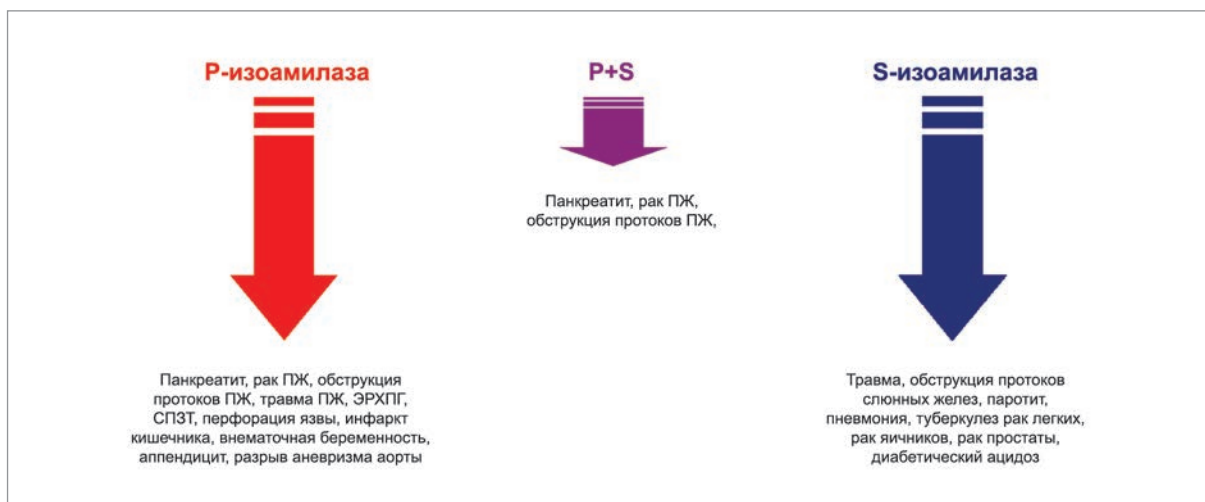 P-изоамилаза
Панкреатит, рак ПЖ, обструкция
протоков ПЖ, травма ПЖ, ЭРХПГ,
СПЗТ, перфорация язвы, инфаркт
кишечника, внематочная беременность,
аппендицит, разрыв аневризма аорты
P+S
Панкреатит, рак ПЖ,
обструкция протоков ПЖ,
S-изоамилаза
Травма, обструкция протоков
слюнных желез, паротит,
пневмония, туберкулез рак легких,
рак яичников, рак простаты,
диабетический ацидоз